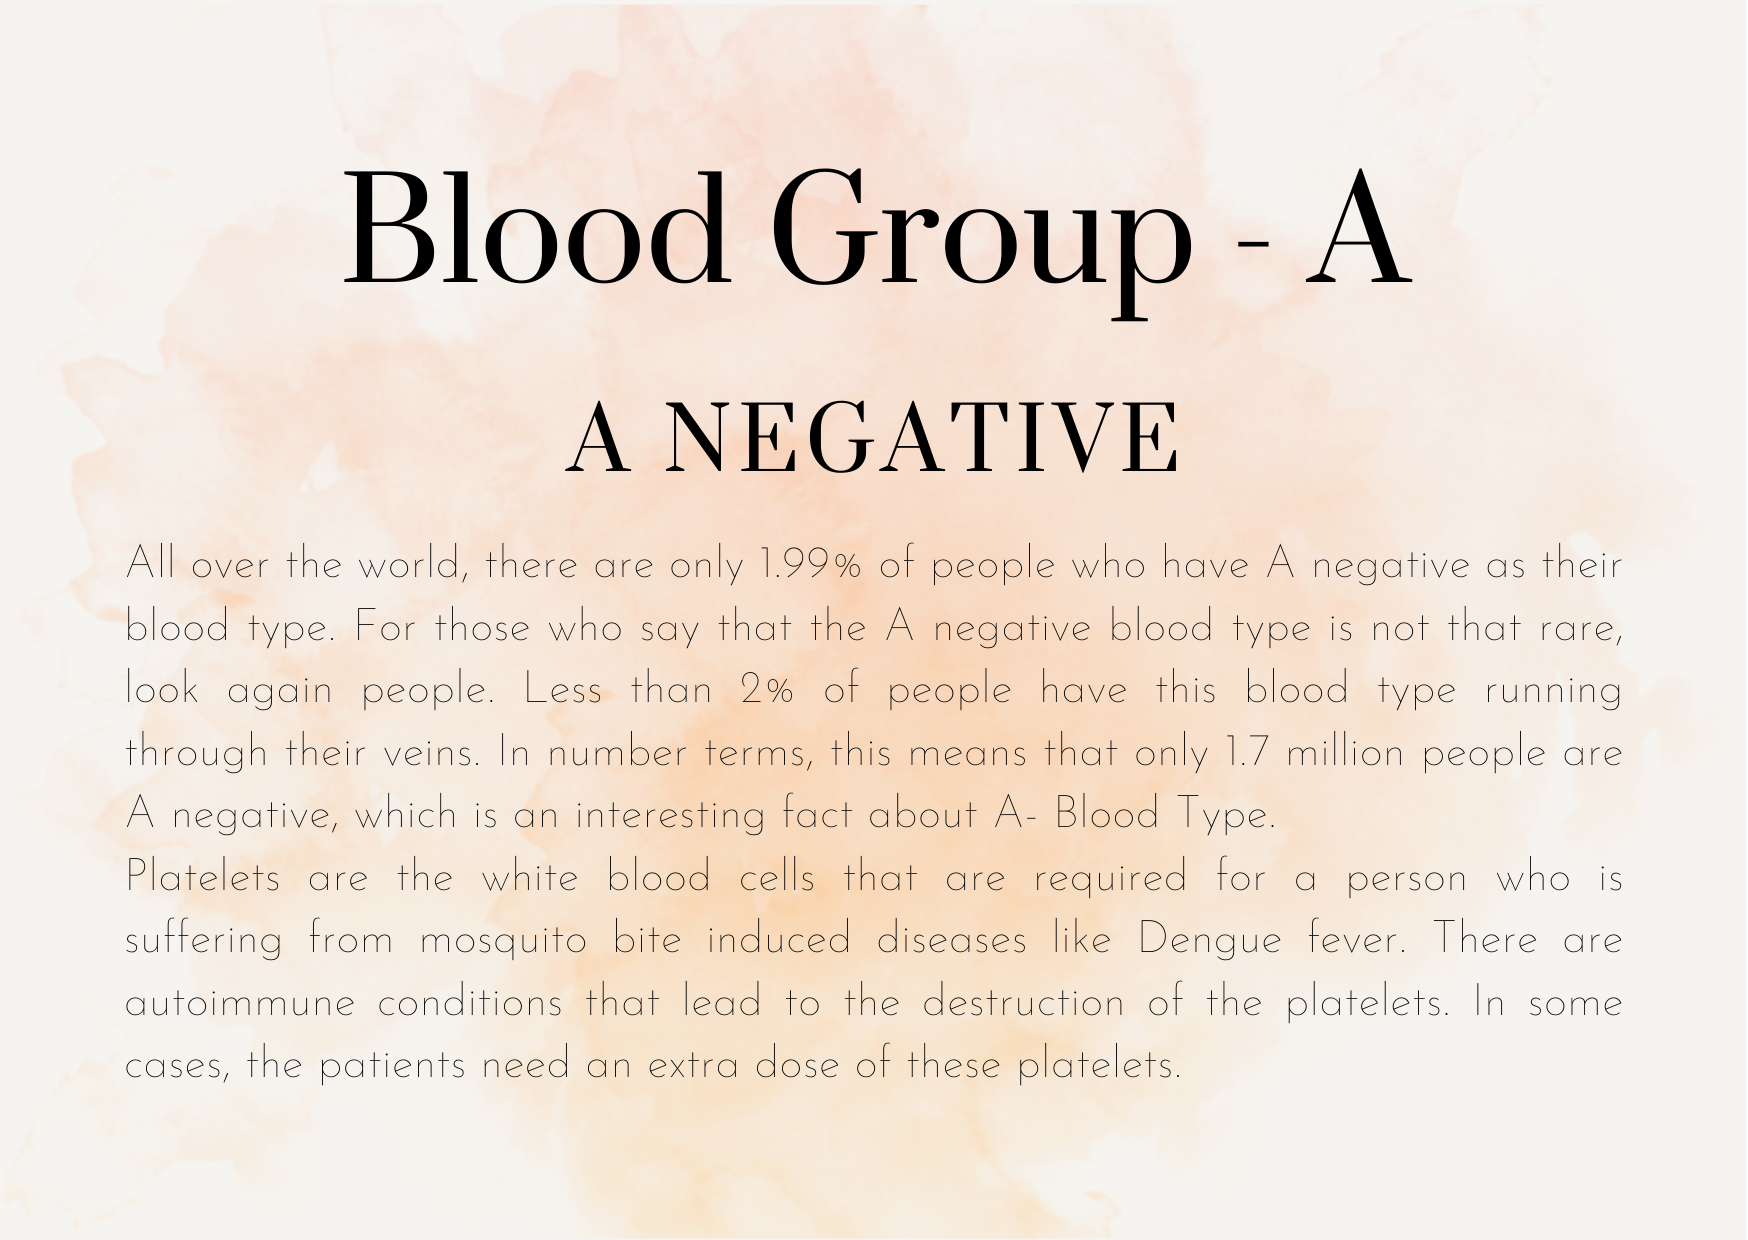 Blood Group - A
A NEGATIVE
All over the world, there are only 1.99% of people who have A negative as their
blood type. For those who say that the A negative blood type is not that rare,
look again people. Less than 2% of people have this blood type running
through their veins. In number terms, this means that only 1.7 million people are
A negative, which is an interesting fact about A- Blood Type.
Platelets are the white blood cells that are required for a person who is
suffering from mosquito bite induced diseases like Dengue fever. There are
autoimmune conditions that lead to the destruction of the platelets. In some
cases, the patients need an extra dose of these platelets.